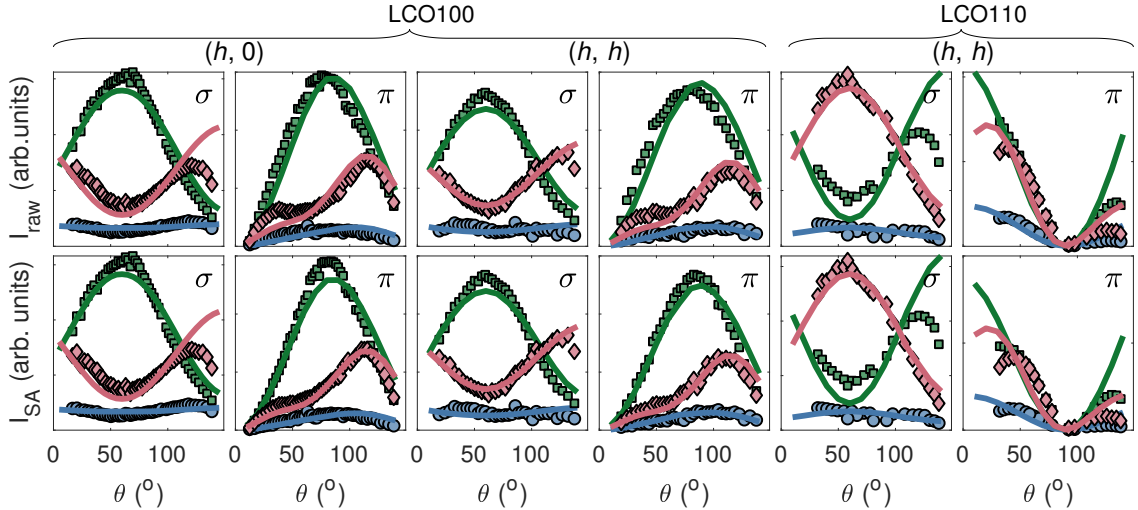 LCO100 LCO110
(h, 0) (h, h) (h, h)
I_raw (arb.units)
σ π σ π σ π
I_SA (arb. units)
σ π σ π σ π
0 50 100 0 50 100 0 50 100 0 50 100 0 50 100 0 50 100
θ (°) θ (°) θ (°) θ (°) θ (°) θ (°)